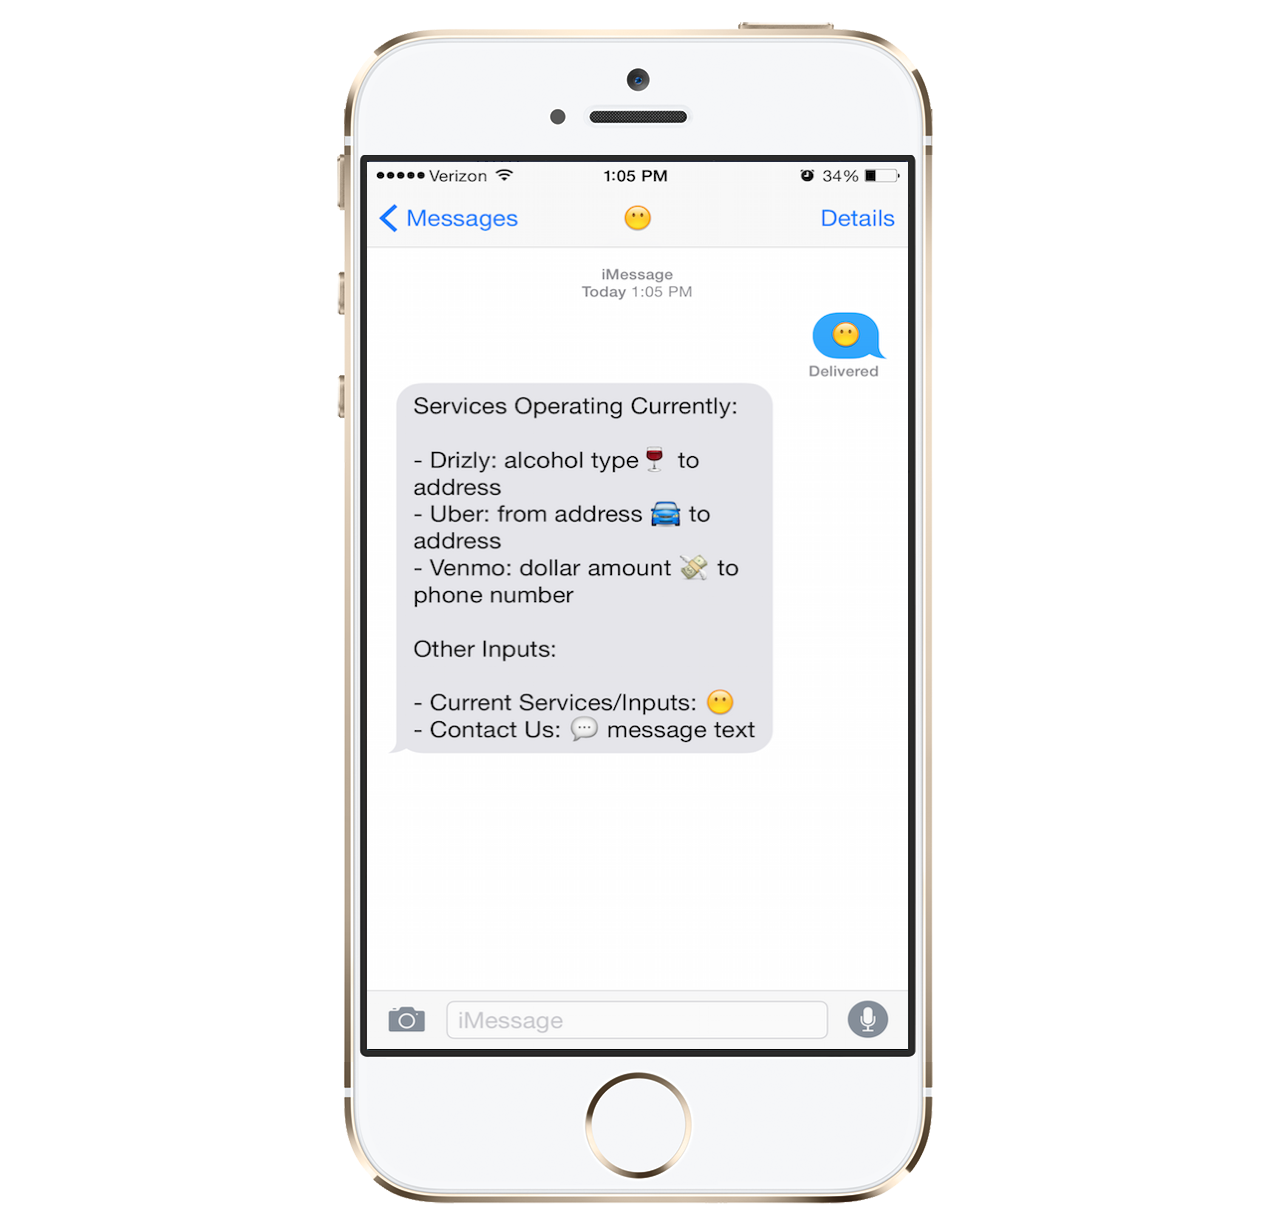 Verizon 1:05 PM 34%
Messages 😶 Details
iMessage
Today 1:05 PM
😶
Delivered
Services Operating Currently:
- Drizly: alcohol type 🍷 to
address
- Uber: from address 🚘 to
address
- Venmo: dollar amount 💸 to
phone number
Other Inputs:
- Current Services/Inputs: 😶
- Contact Us: 💬 message text
iMessage